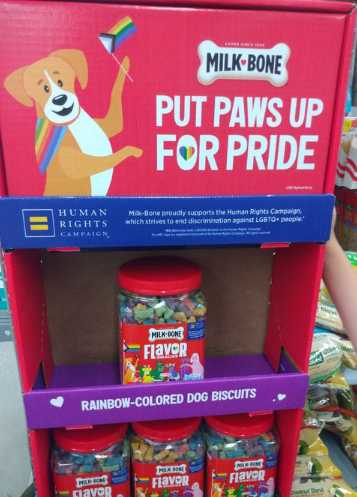 MILK-BONE
PUT PAWS UP
FOR PRIDE
HUMAN
RIGHTS
CAMPAIGN
Milk-Bone proudly supports the Human Rights Campaign,
which strives to end discrimination against LGBTQ+ people.*
MILK-BONE
FLAVOR
RAINBOW-COLORED DOG BISCUITS
MILK-BONE
FLAVOR
MILK-BONE
FLAVOR
MILK-BONE
FLAVOR